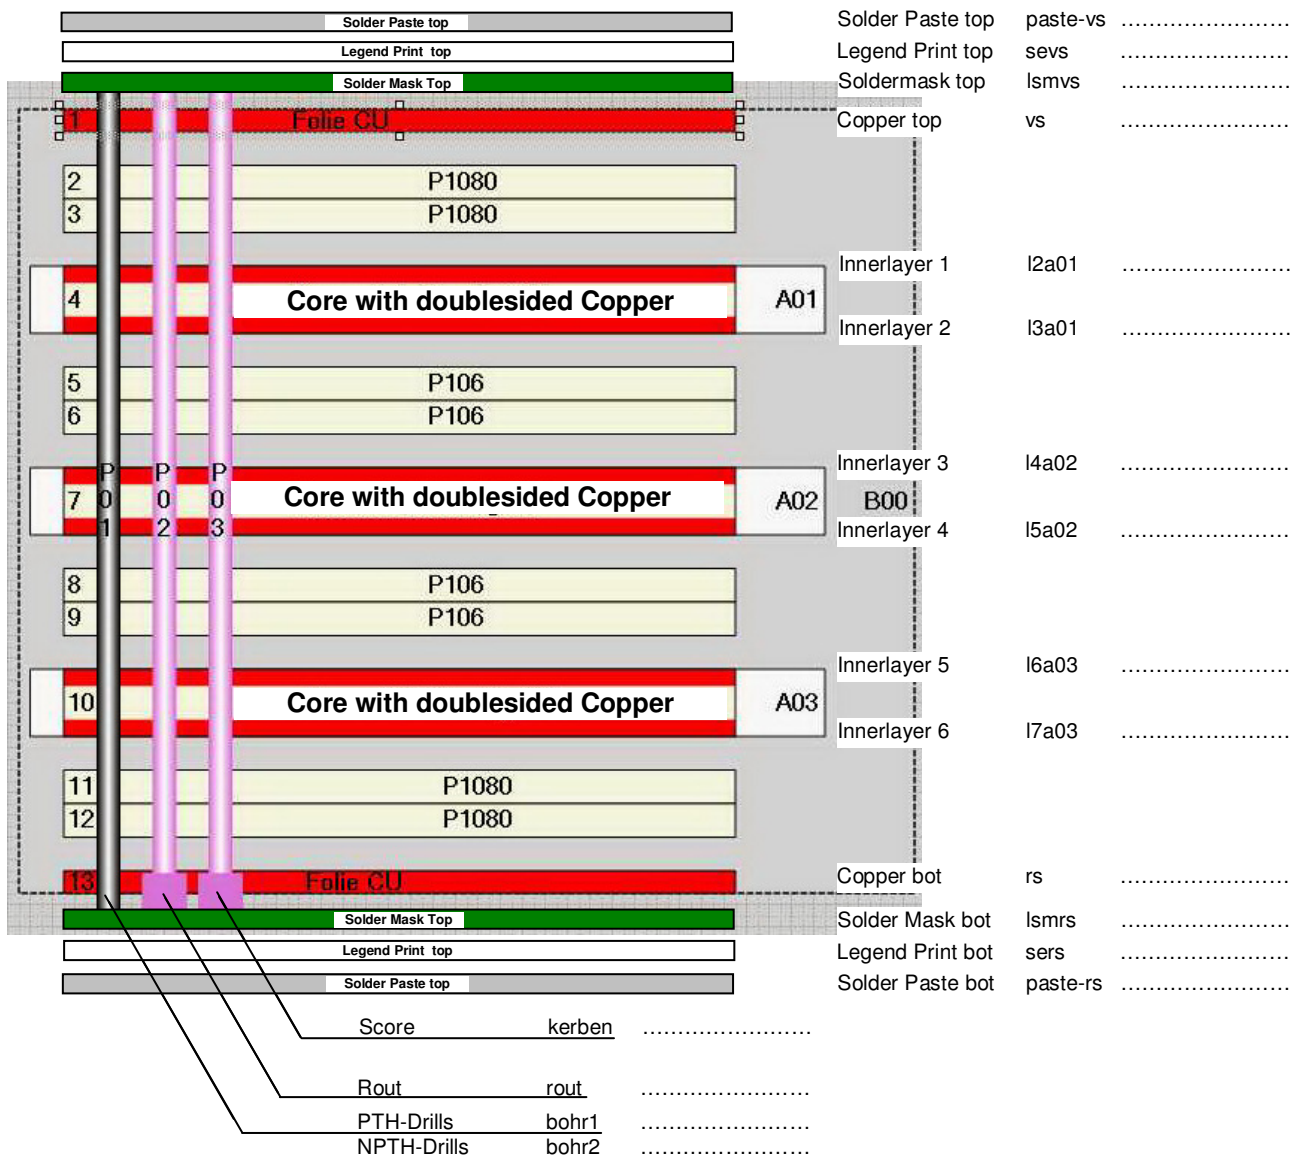 Solder Paste top Solder Paste top paste-vs ........................
Legend Print top Legend Print top sevs ........................
Solder Mask Top Soldermask top lsmvs ........................
1 Folie CU Copper top vs ........................
2 P1080
3 P1080
Innerlayer 1 l2a01 ........................
4 Core with doublesided Copper A01
Innerlayer 2 l3a01 ........................
5 P106
6 P106
Innerlayer 3 l4a02 ........................
7 P01 P02 P03 Core with doublesided Copper A02 B00
Innerlayer 4 l5a02 ........................
8 P106
9 P106
Innerlayer 5 l6a03 ........................
10 Core with doublesided Copper A03
Innerlayer 6 l7a03 ........................
11 P1080
12 P1080
13 Folie CU Copper bot rs ........................
Solder Mask Top Solder Mask bot lsmrs ........................
Legend Print top Legend Print bot sers ........................
Solder Paste top Solder Paste bot paste-rs ........................
Score kerben ........................
Rout rout ........................
PTH-Drills bohr1 ........................
NPTH-Drills bohr2 ........................